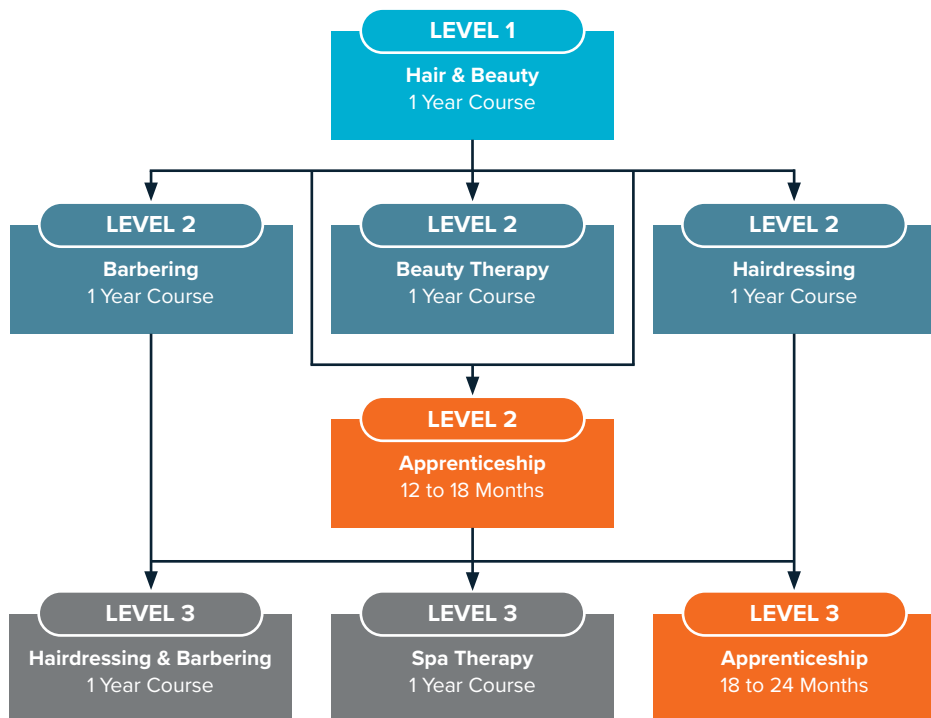 LEVEL 1
Hair & Beauty
1 Year Course
LEVEL 2
Barbering
1 Year Course
LEVEL 2
Beauty Therapy
1 Year Course
LEVEL 2
Hairdressing
1 Year Course
LEVEL 2
Apprenticeship
12 to 18 Months
LEVEL 3
Hairdressing & Barbering
1 Year Course
LEVEL 3
Spa Therapy
1 Year Course
LEVEL 3
Apprenticeship
18 to 24 Months